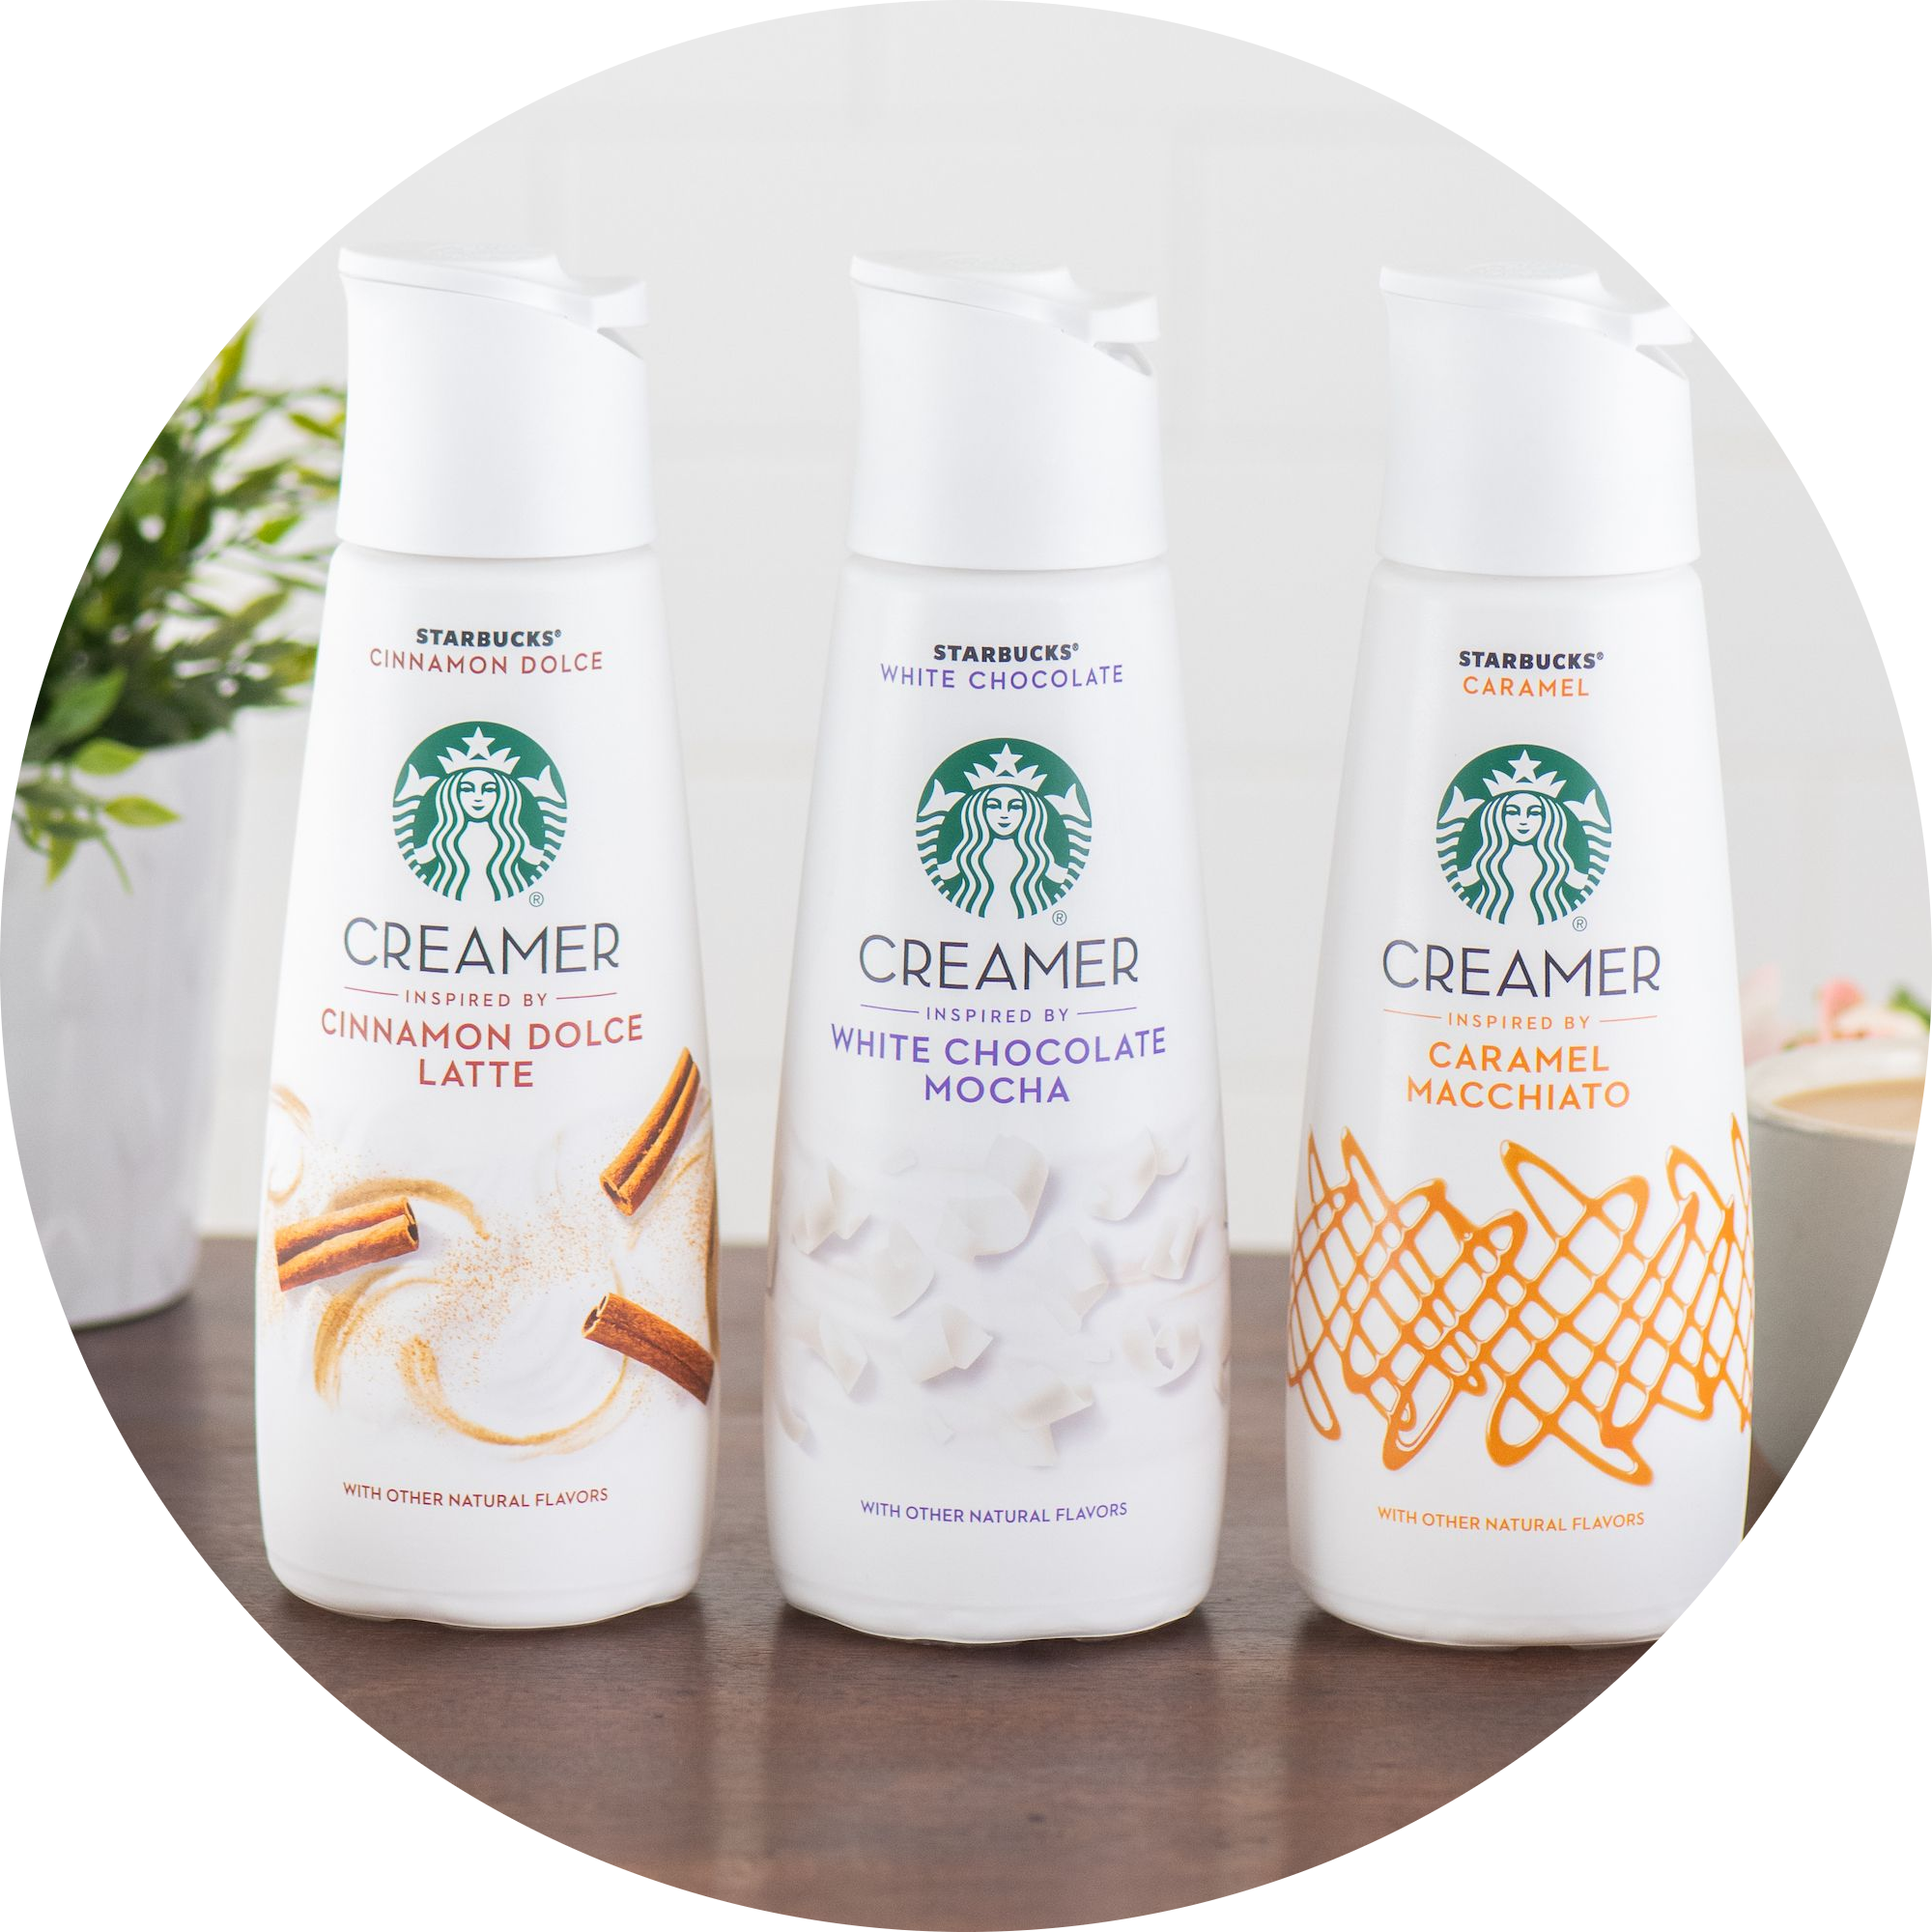 STARBUCKS®
CINNAMON DOLCE
®
CREAMER
INSPIRED BY
CINNAMON DOLCE
LATTE
WITH OTHER NATURAL FLAVORS
STARBUCKS®
WHITE CHOCOLATE
®
CREAMER
INSPIRED BY
WHITE CHOCOLATE
MOCHA
WITH OTHER NATURAL FLAVORS
STARBUCKS®
CARAMEL
®
CREAMER
INSPIRED BY
CARAMEL
MACCHIATO
WITH OTHER NATURAL FLAVORS